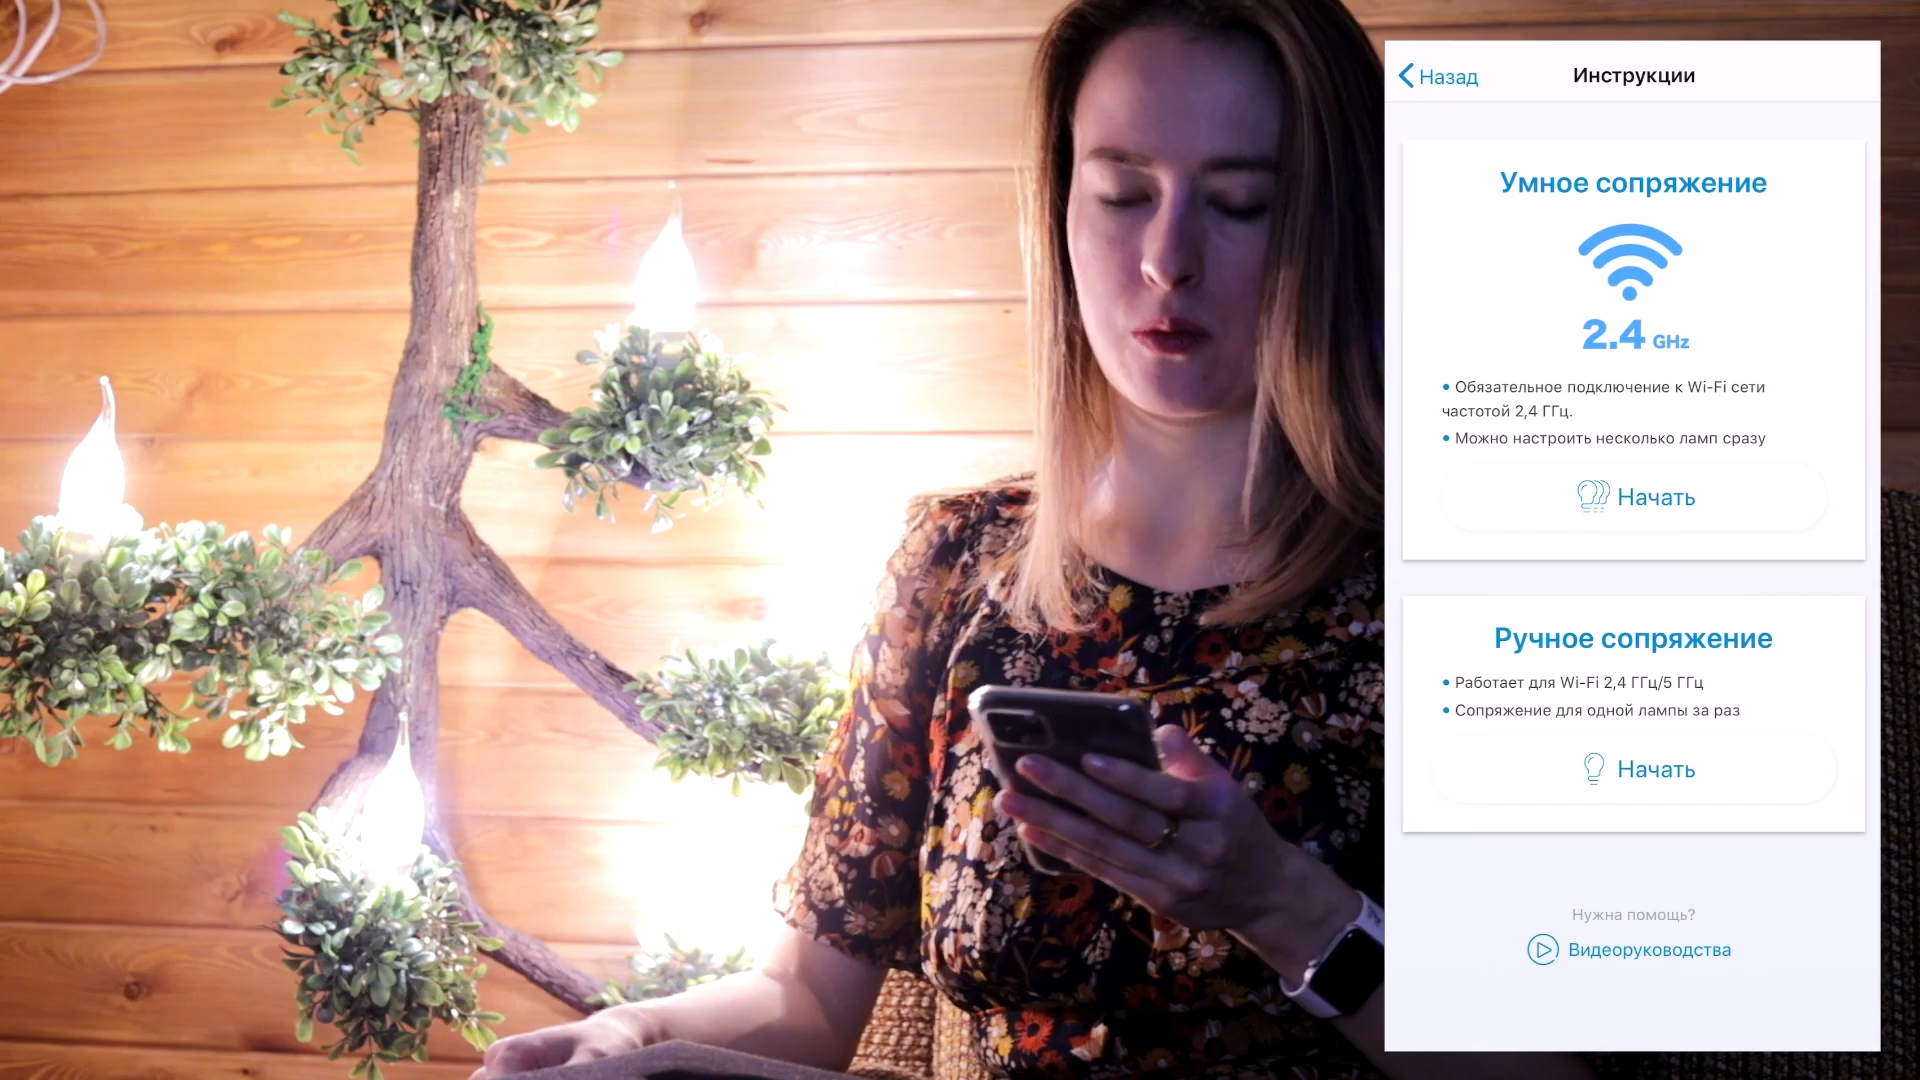 Назад
Инструкции
Умное сопряжение
2.4 GHz
• Обязательное подключение к Wi-Fi сети
частотой 2,4 ГГц.
• Можно настроить несколько ламп сразу
Начать
Ручное сопряжение
• Работает для Wi-Fi 2,4 ГГц/5 ГГц
• Сопряжение для одной лампы за раз
Начать
Нужна помощь?
Видеоруководства